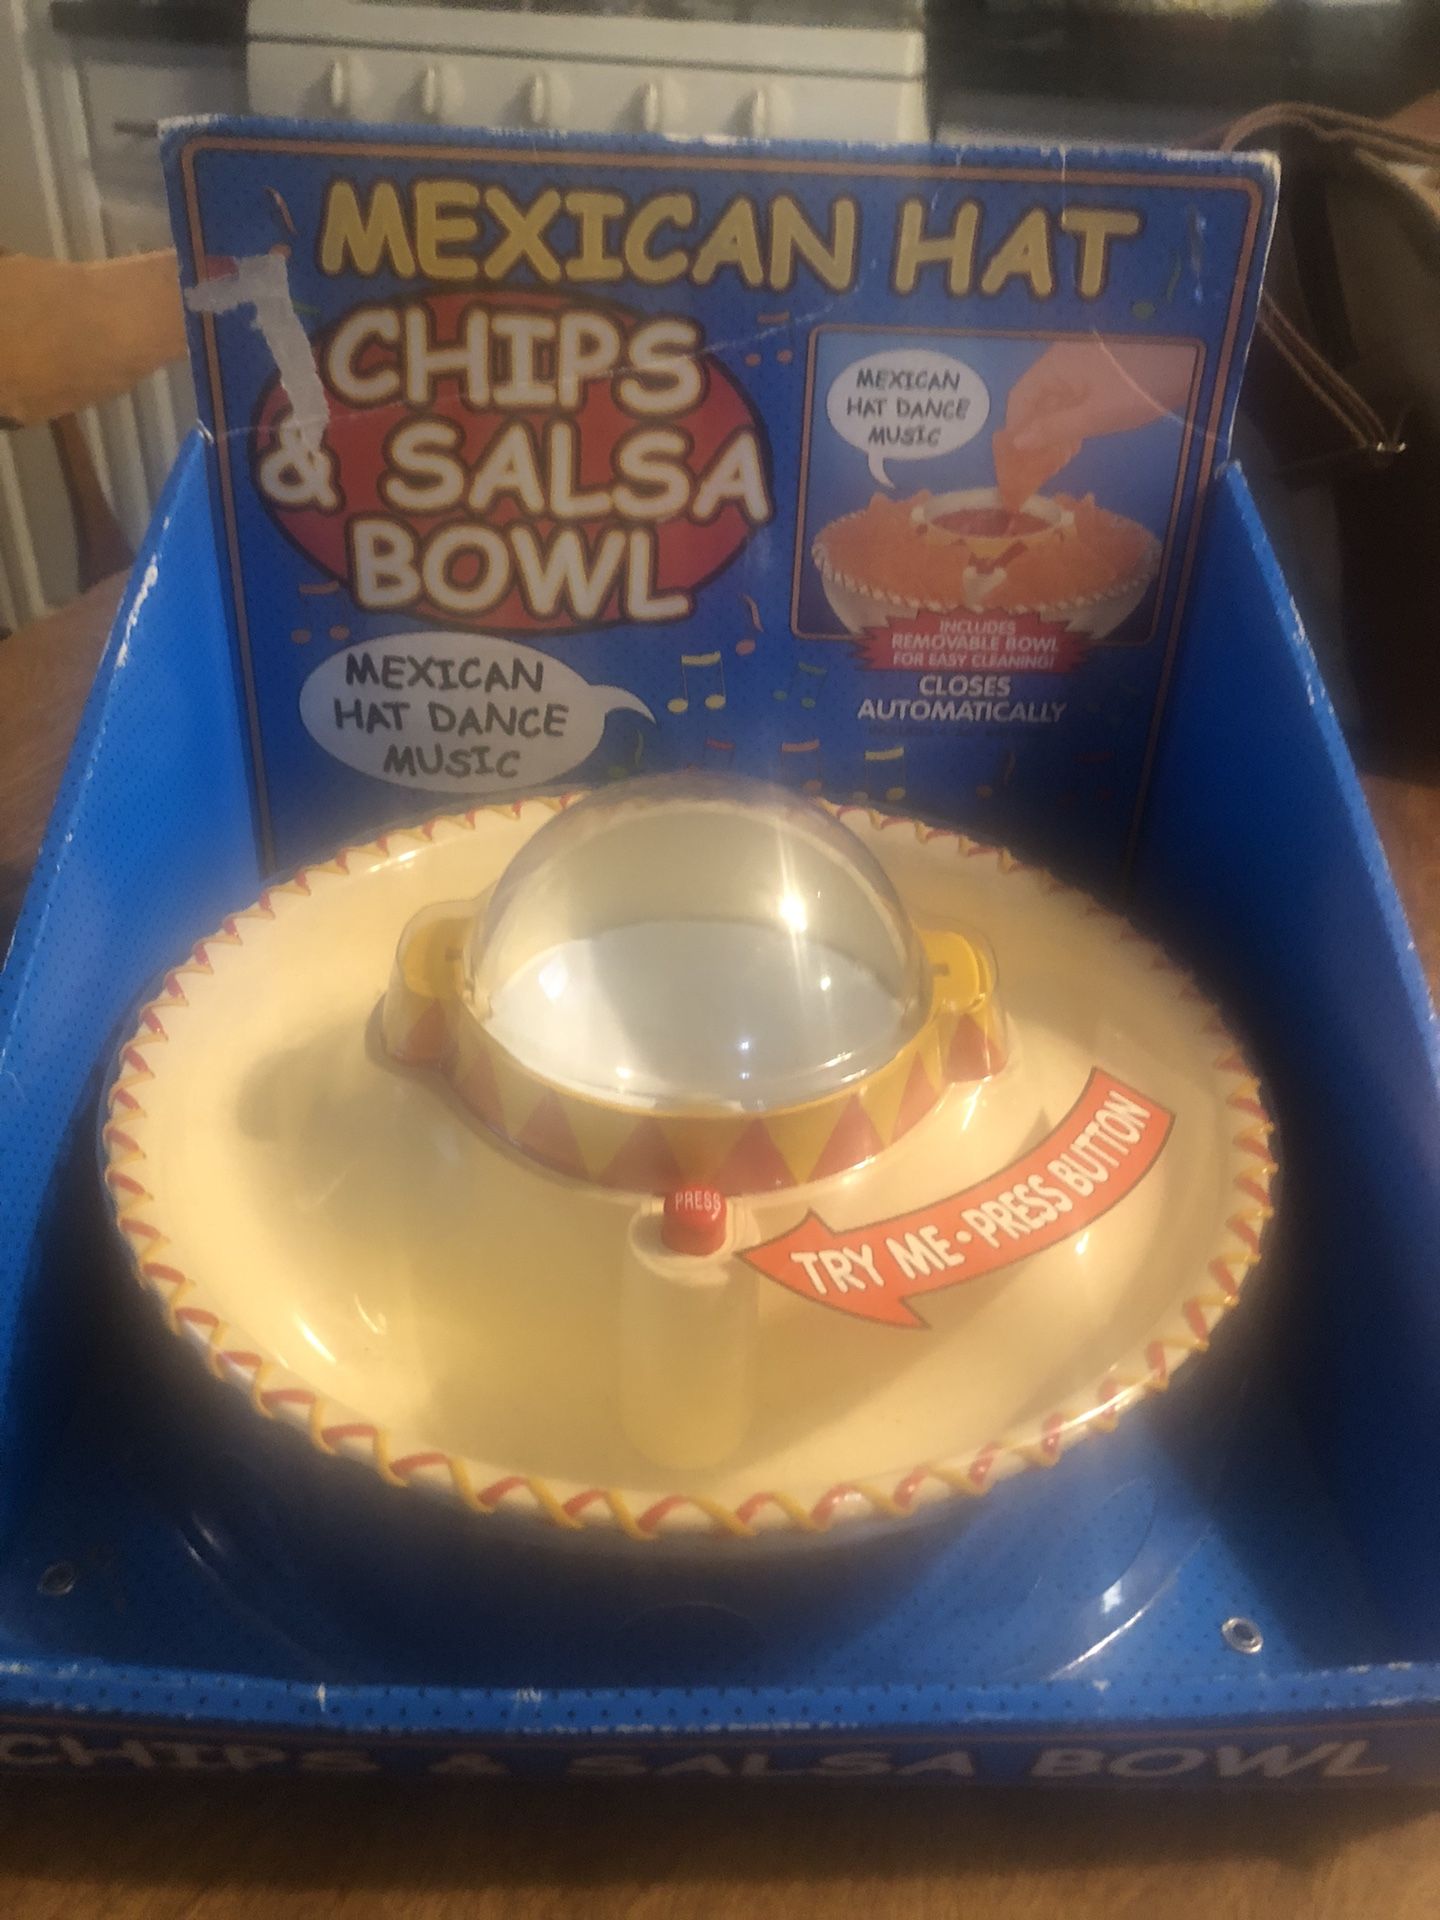 MEXICAN HAT
CHIPS
& SALSA
BOWL
MEXICAN
HAT DANCE
MUSIC
INCLUDES
REMOVABLE BOWL
FOR EASY CLEANING!
CLOSES
AUTOMATICALLY
MEXICAN
HAT DANCE
MUSIC
PRESS
TRY ME • PRESS BUTTON
CHIPS & SALSA BOWL